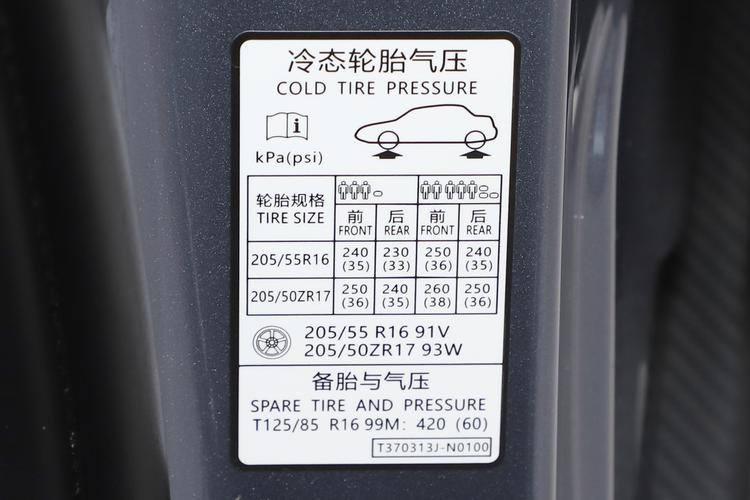 冷态轮胎气压
COLD TIRE PRESSURE
i
kPa(psi)
轮胎规格
TIRE SIZE
前 后 前 后
FRONT REAR FRONT REAR
205/55R16 240 (35) 230 (33) 250 (36) 240 (35)
205/50ZR17 250 (36) 240 (35) 260 (38) 250 (36)
205/55 R16 91V
205/50ZR17 93W
备胎与气压
SPARE TIRE AND PRESSURE
T125/85 R16 99M: 420 (60)
T370313J-N0100